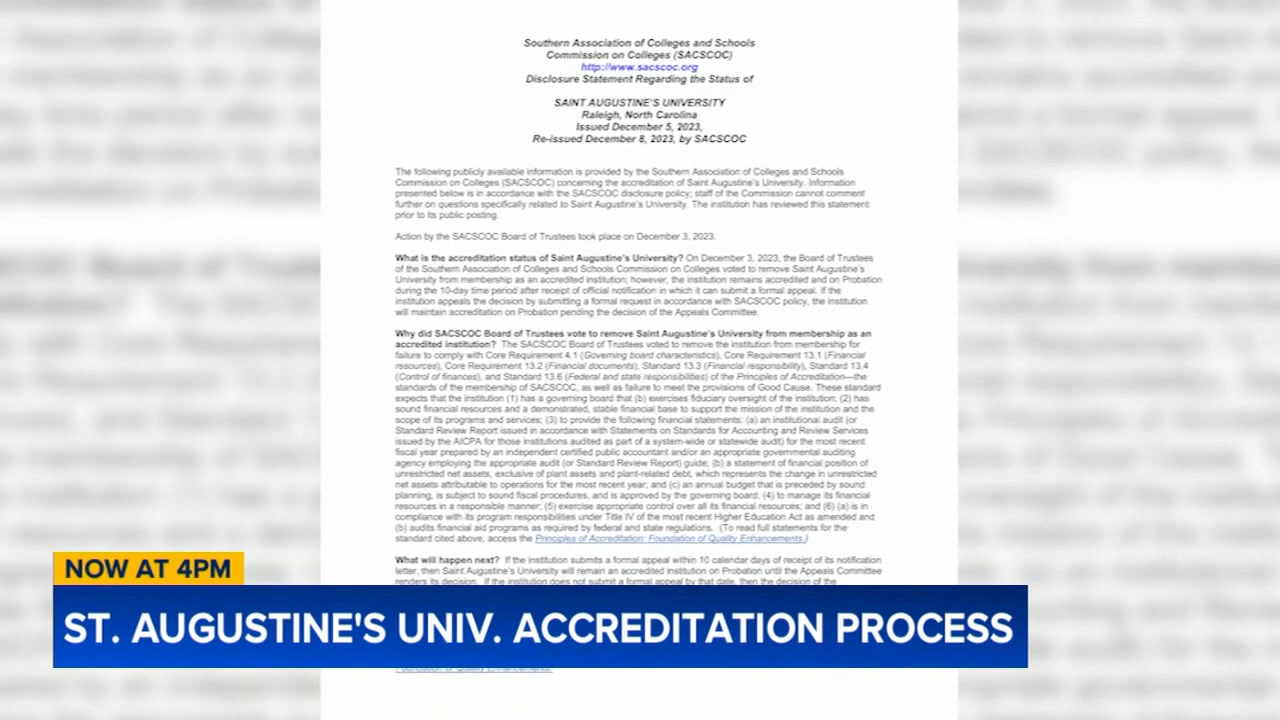 Southern Association of Colleges and Schools
Commission on Colleges (SACSCOC)
http://www.sacscoc.org
Disclosure Statement Regarding the Status of
SAINT AUGUSTINE'S UNIVERSITY
Raleigh, North Carolina
Issued December 5, 2023,
Re-issued December 8, 2023, by SACSCOC
The following publicly available information is provided by the Southern Association of Colleges and Schools
Commission on Colleges (SACSCOC) concerning the accreditation of Saint Augustine's University. Information
presented below is in accordance with the SACSCOC disclosure policy; staff of the Commission cannot comment
further on questions specifically related to Saint Augustine's University. The institution has reviewed this statement
prior to its public posting.
Action by the SACSCOC Board of Trustees took place on December 3, 2023.
What is the accreditation status of Saint Augustine's University? On December 3, 2023, the Board of Trustees
of the Southern Association of Colleges and Schools Commission on Colleges voted to remove Saint Augustine's
University from membership as an accredited institution; however, the institution remains accredited and on Probation
during the 10-day time period after receipt of official notification in which it can submit a formal appeal. If the
institution appeals the decision by submitting a formal request in accordance with SACSCOC policy, the institution
will maintain accreditation on Probation pending the decision of the Appeals Committee.
Why did SACSCOC Board of Trustees vote to remove Saint Augustine's University from membership as an
accredited institution? The SACSCOC Board of Trustees voted to remove the institution from membership for
failure to comply with Core Requirement 4.1 (Governing board characteristics), Core Requirement 13.1 (Financial
resources), Core Requirement 13.2 (Financial documents), Standard 13.3 (Financial responsibility), Standard 13.4
(Control of finances), and Standard 13.6 (Federal and state responsibilities) of the Principles of Accreditation—the
standards of the membership of SACSCOC, as well as failure to meet the provisions of Good Cause. These standard
expects that the institution (1) has a governing board that (b) exercises fiduciary oversight of the institution; (2) has
sound financial resources and a demonstrated, stable financial base to support the mission of the institution and the
scope of its programs and services; (3) to provide the following financial statements: (a) an institutional audit (or
Standard Review Report issued in accordance with Statements on Standards for Accounting and Review Services
issued by the AICPA for those institutions audited as part of a system-wide or statewide audit) for the most recent
fiscal year prepared by an independent certified public accountant and/or an appropriate governmental auditing
agency employing the appropriate audit (or Standard Review Report) guide; (b) a statement of financial position of
unrestricted net assets, exclusive of plant assets and plant-related debt, which represents the change in unrestricted
net assets attributable to operations for the most recent year; and (c) an annual budget that is preceded by sound
planning, is subject to sound fiscal procedures, and is approved by the governing board; (4) to manage its financial
resources in a responsible manner; (5) exercise appropriate control over all its financial resources; and (6) (a) is in
compliance with its program responsibilities under Title IV of the most recent Higher Education Act as amended and
(b) audits financial aid programs as required by federal and state regulations. (To read full statements for the
standard cited above, access the Principles of Accreditation: Foundation of Quality Enhancements.)
What will happen next? If the institution submits a formal appeal within 10 calendar days of receipt of its notification
letter, then Saint Augustine's University will remain an accredited institution on Probation until the Appeals Committee
renders its decision. If the institution does not submit a formal appeal by that date, then the decision of the
NOW AT 4PM
ST. AUGUSTINE'S UNIV. ACCREDITATION PROCESS